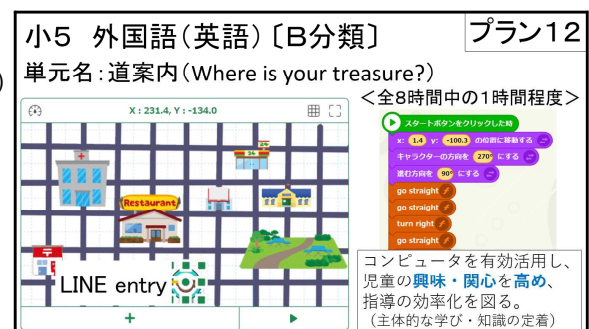 小5 外国語（英語）〔B分類〕
プラン12
単元名：道案内（Where is your treasure?）
＜全8時間中の1時間程度＞
X : 231.4, Y : -134.0
24
Restaurant
LINE entry
スタートボタンをクリックした時
x: 1.4 y: -100.3 の位置に移動する
キャラクターの方向を 270° にする
進む方向を 90° にする
go straight
go straight
turn right
go straight
コンピュータを有効活用し、
児童の興味・関心を高め、
指導の効率化を図る。
（主体的な学び・知識の定着）